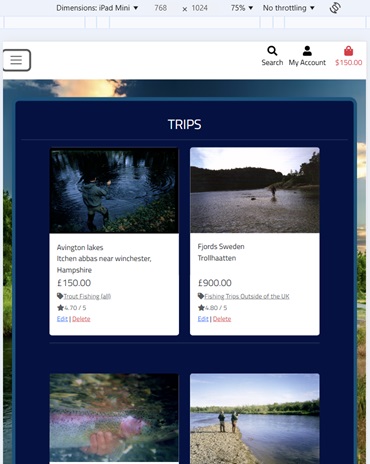 Dimensions: iPad Mini ▼ 768 × 1024 75% ▼ No throttling ▼
Search My Account $150.00
TRIPS
Avington lakes
Itchen abbas near winchester,
Hampshire
£150.00
Trout Fishing (all)
4.70 / 5
Edit | Delete
Fjords Sweden
Trollhaatten
£900.00
Fishing Trips Outside of the UK
4.80 / 5
Edit | Delete